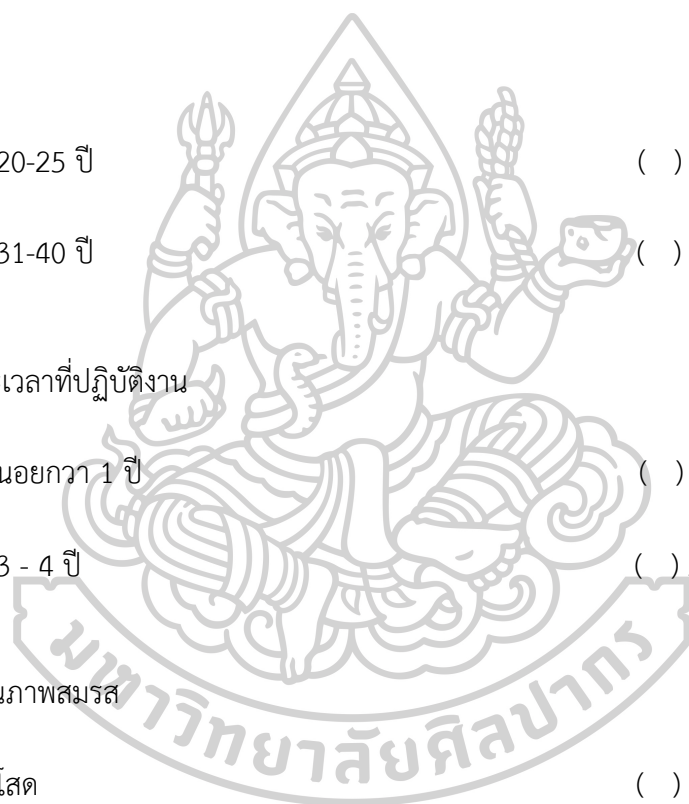 20-25 ปี ( )
31-40 ปี ( )
เวลาที่ปฏิบัติงาน
นอยกวา 1 ปี ( )
3 - 4 ปี ( )
นภาพสมรส
โสด ( )
มหาวิทยาลัยศิลปากร